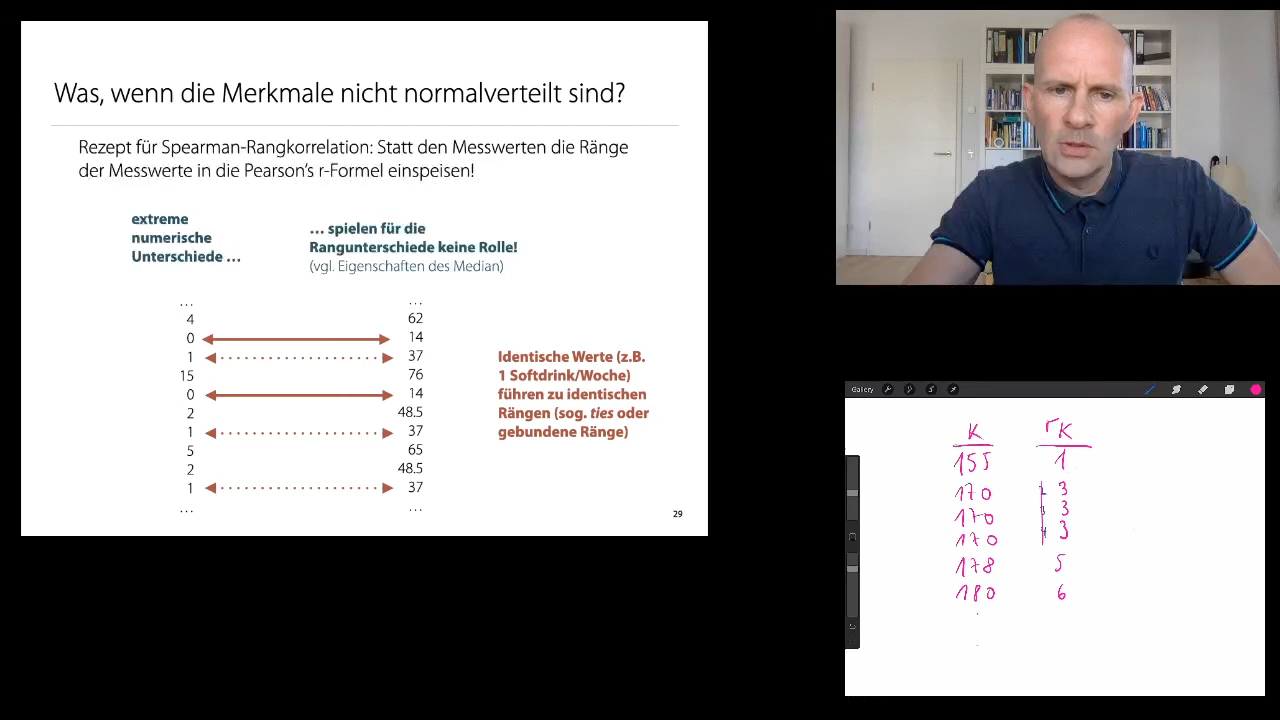 Was, wenn die Merkmale nicht normalverteilt sind?
Rezept für Spearman-Rangkorrelation: Statt den Messwerten die Ränge
der Messwerte in die Pearson's r-Formel einspeisen!
extreme
numerische
Unterschiede …
… spielen für die
Rangunterschiede keine Rolle!
(vgl. Eigenschaften des Median)
… …
4 62
0 14
1 37
15 76
0 14
2 48.5
1 37
5 65
2 48.5
1 37
… …
Identische Werte (z.B.
1 Softdrink/Woche)
führen zu identischen
Rängen (sog. ties oder
gebundene Ränge)
29
Gallery
K rK
155 1
170 2 3
170 3 3
170 4 3
178 5
180 6